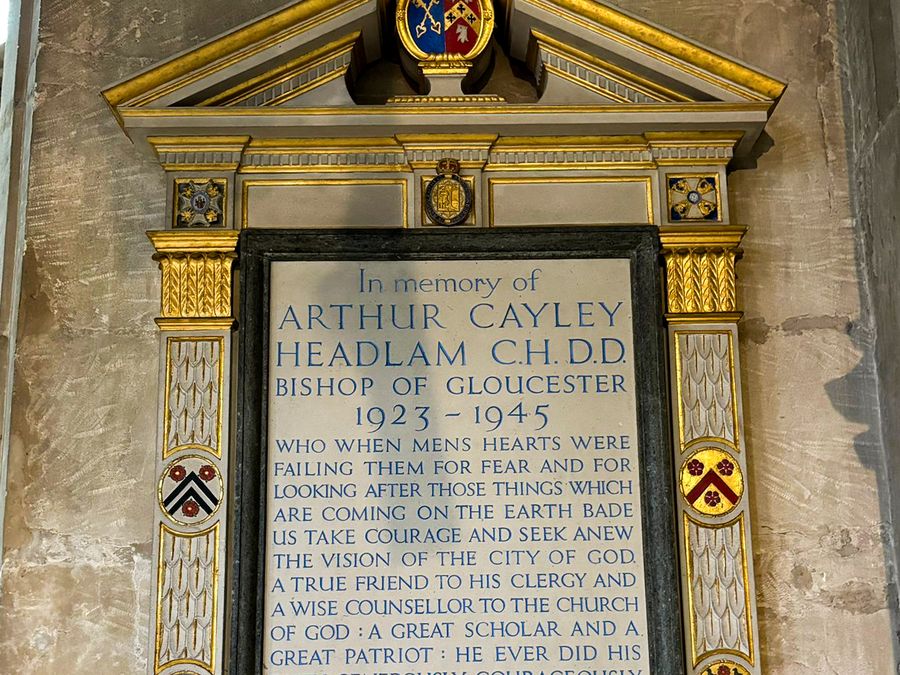 In memory of
ARTHUR CAYLEY
HEADLAM C.H. D.D.
BISHOP OF GLOUCESTER
1923 – 1945
WHO WHEN MENS HEARTS WERE
FAILING THEM FOR FEAR AND FOR
LOOKING AFTER THOSE THINGS WHICH
ARE COMING ON THE EARTH BADE
US TAKE COURAGE AND SEEK ANEW
THE VISION OF THE CITY OF GOD.
A TRUE FRIEND TO HIS CLERGY AND
A WISE COUNSELLOR TO THE CHURCH
OF GOD : A GREAT SCHOLAR AND A
GREAT PATRIOT : HE EVER DID HIS
GENEROUSLY COURAGEOUSLY